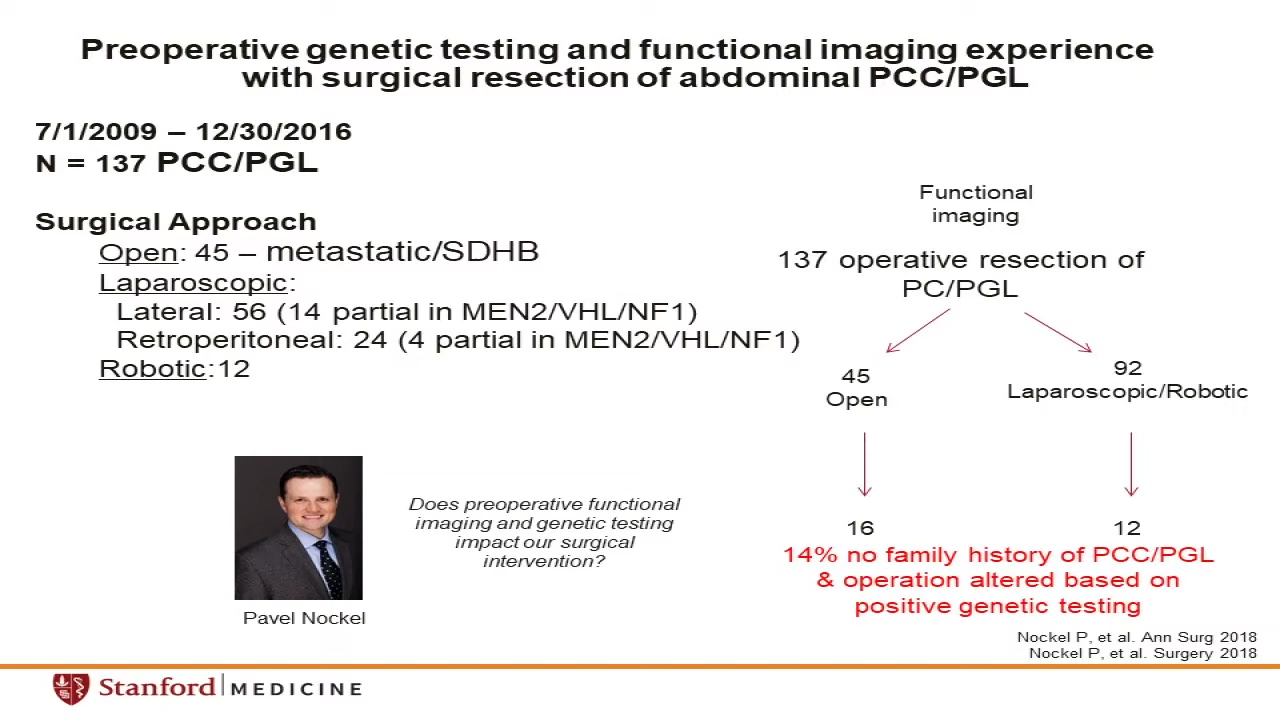 Preoperative genetic testing and functional imaging experience
with surgical resection of abdominal PCC/PGL
7/1/2009 – 12/30/2016
N = 137 PCC/PGL
Surgical Approach
Open: 45 – metastatic/SDHB
Laparoscopic:
Lateral: 56 (14 partial in MEN2/VHL/NF1)
Retroperitoneal: 24 (4 partial in MEN2/VHL/NF1)
Robotic:12
Pavel Nockel
Does preoperative functional
imaging and genetic testing
impact our surgical
intervention?
Functional
imaging
137 operative resection of
PC/PGL
45
Open
92
Laparoscopic/Robotic
16
12
14% no family history of PCC/PGL
& operation altered based on
positive genetic testing
Nockel P, et al. Ann Surg 2018
Nockel P, et al. Surgery 2018
Stanford MEDICINE